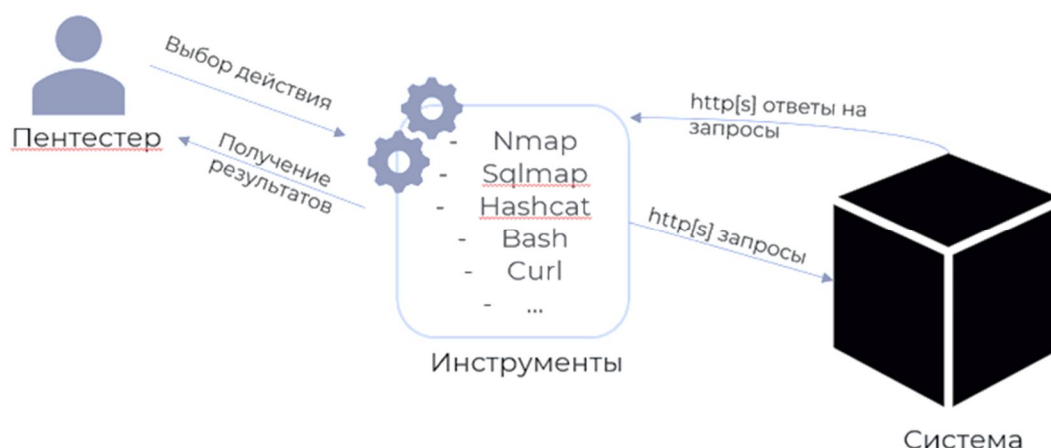 Выбор действия
Пентестер
Получение
результатов
- Nmap
- Sqlmap
- Hashcat
- Bash
- Curl
- ...
Инструменты
http[s] ответы на
запросы
http[s] запросы
Система